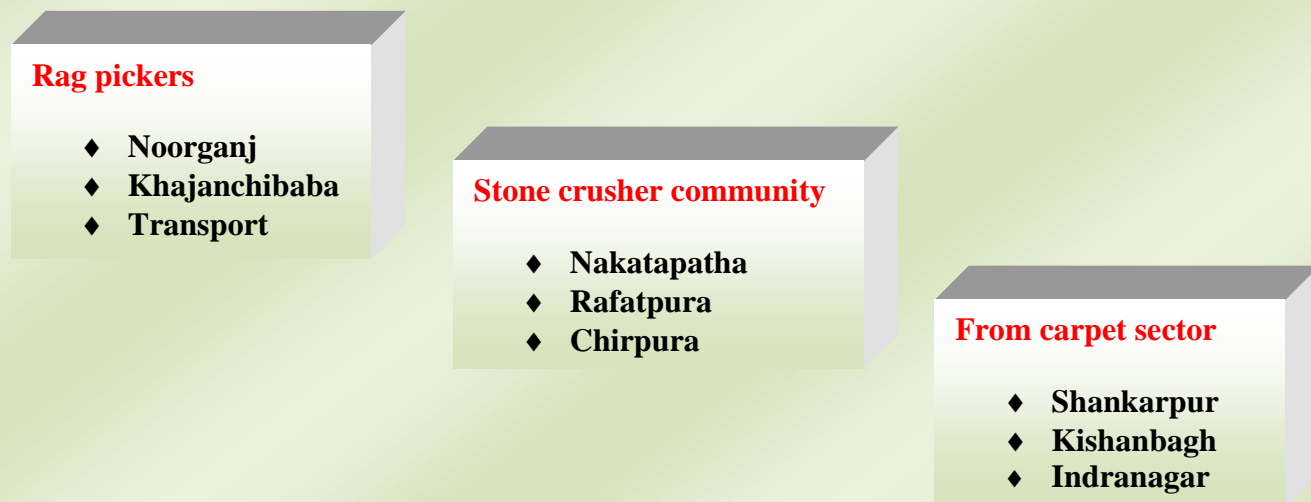 Rag pickers
♦ Noorganj
♦ Khajanchibaba
♦ Transport
Stone crusher community
♦ Nakatapatha
♦ Rafatpura
♦ Chirpura
From carpet sector
♦ Shankarpur
♦ Kishanbagh
♦ Indranagar